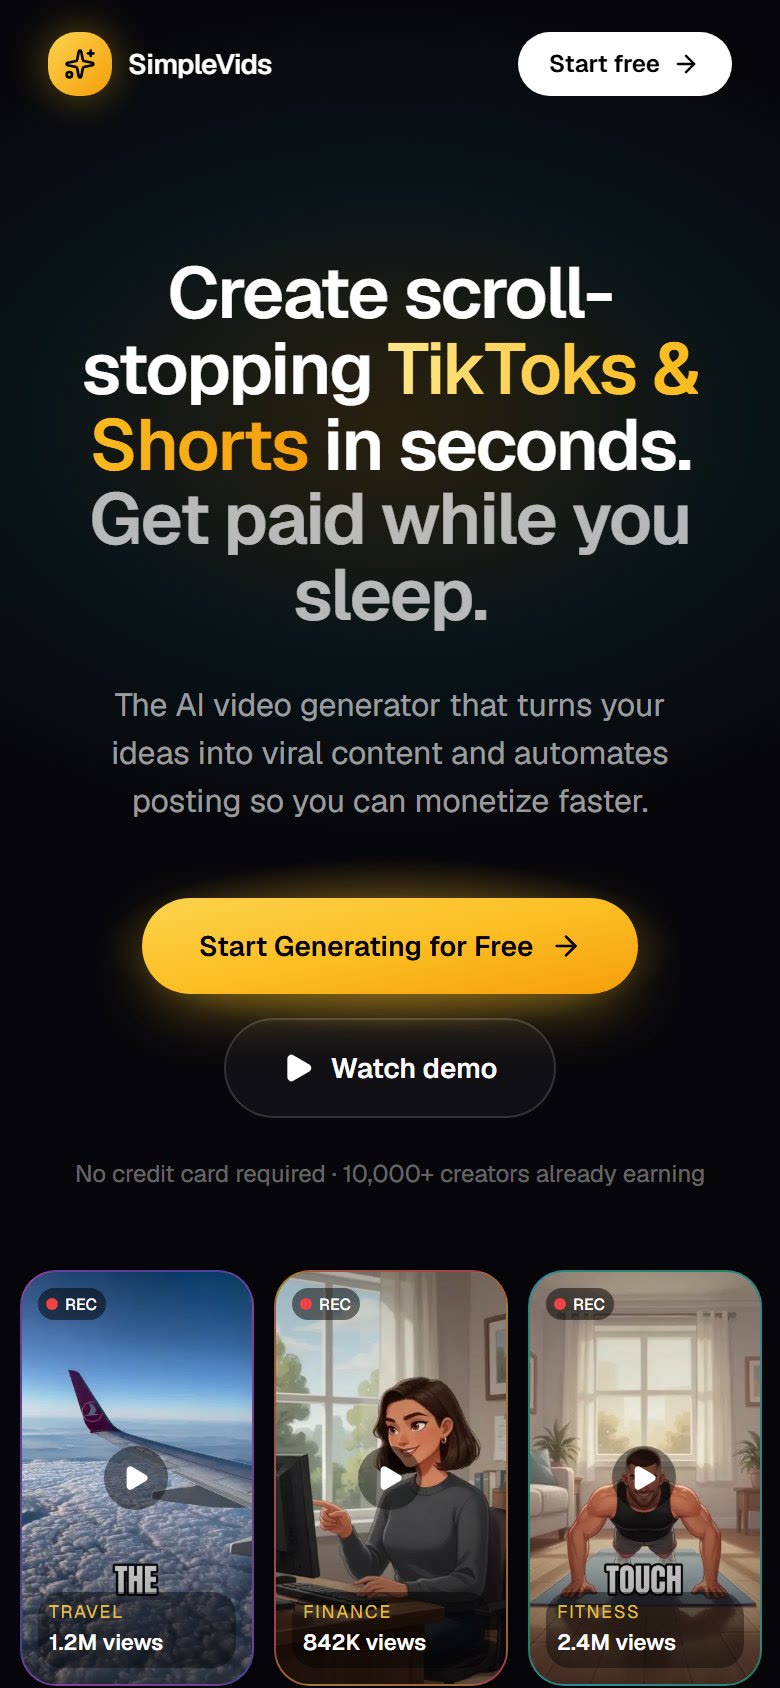 SimpleVids
Start free
Create scroll-
stopping TikToks &
Shorts in seconds.
Get paid while you
sleep.
The AI video generator that turns your
ideas into viral content and automates
posting so you can monetize faster.
Start Generating for Free
Watch demo
No credit card required · 10,000+ creators already earning
REC
THE
TRAVEL
1.2M views
REC
FINANCE
842K views
REC
TOUCH
FITNESS
2.4M views